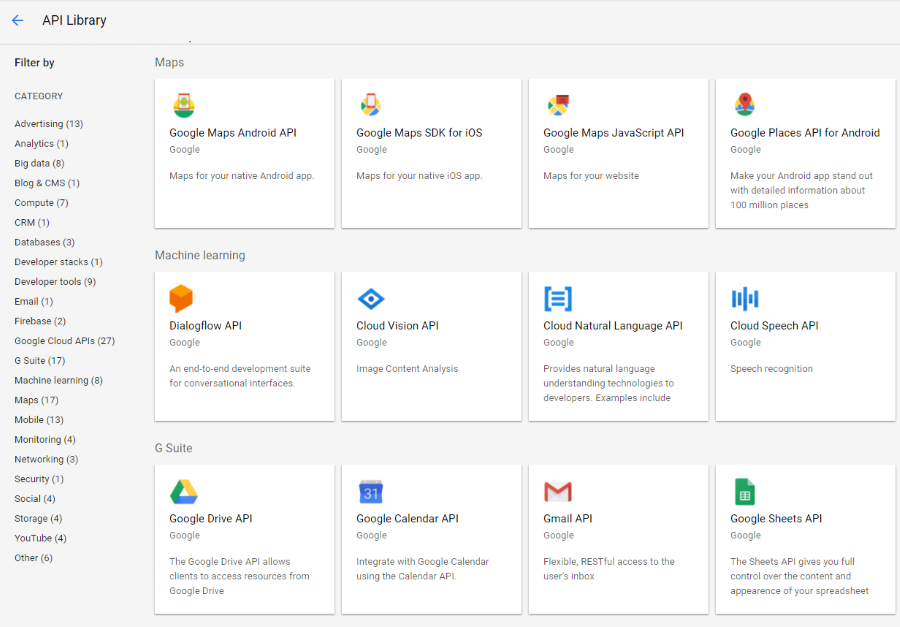 API Library
Filter by
CATEGORY
Advertising (13)
Analytics (1)
Big data (8)
Blog & CMS (1)
Compute (7)
CRM (1)
Databases (3)
Developer stacks (1)
Developer tools (9)
Email (1)
Firebase (2)
Google Cloud APIs (27)
G Suite (17)
Machine learning (8)
Maps (17)
Mobile (13)
Monitoring (4)
Networking (3)
Security (1)
Social (4)
Storage (4)
YouTube (4)
Other (6)
Maps
Google Maps Android API
Google
Maps for your native Android app.
Google Maps SDK for iOS
Google
Maps for your native iOS app.
Google Maps JavaScript API
Google
Maps for your website
Google Places API for Android
Google
Make your Android app stand out
with detailed information about
100 million places
Machine learning
Dialogflow API
Google
An end-to-end development suite
for conversational interfaces.
Cloud Vision API
Google
Image Content Analysis
Cloud Natural Language API
Google
Provides natural language
understanding technologies to
developers. Examples include
Cloud Speech API
Google
Speech recognition
G Suite
Google Drive API
Google
The Google Drive API allows
clients to access resources from
Google Drive
31
Google Calendar API
Google
Integrate with Google Calendar
using the Calendar API.
Gmail API
Google
Flexible, RESTful access to the
user's inbox
Google Sheets API
Google
The Sheets API gives you full
control over the content and
appearence of your spreadsheet